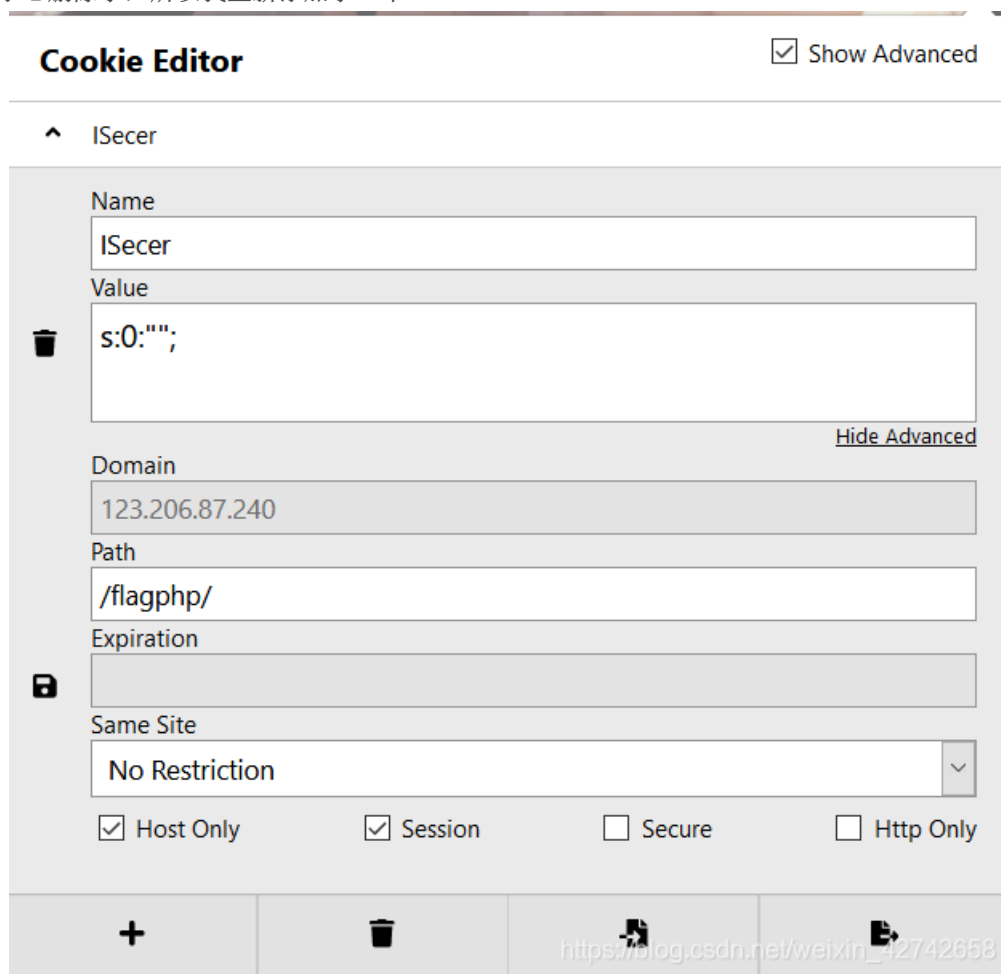 Cookie Editor
Show Advanced
ISecer
Name
ISecer
Value
s:0:"";
Hide Advanced
Domain
123.206.87.240
Path
/flagphp/
Expiration
Same Site
No Restriction
Host Only
Session
Secure
Http Only
https://blog.csdn.net/weixin_42742658